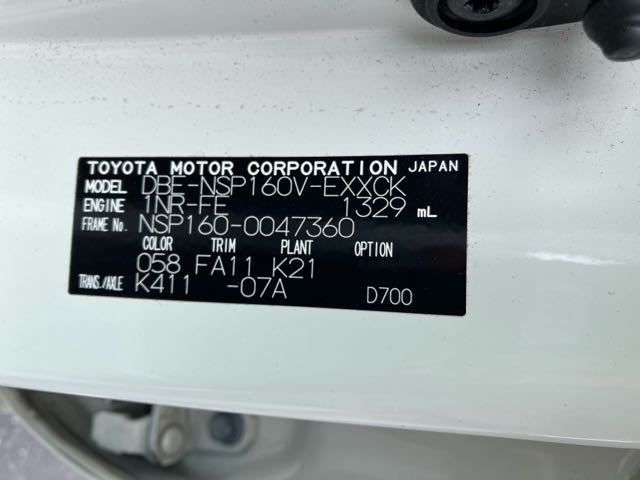 TOYOTA MOTOR CORPORATION JAPAN
MODEL DBE-NSP160V-EXXCK
ENGINE 1NR-FE 1329 mL
FRAME No. NSP160-0047360
COLOR TRIM PLANT OPTION
058 FA11 K21
TRANS./AXLE K411 -07A D700